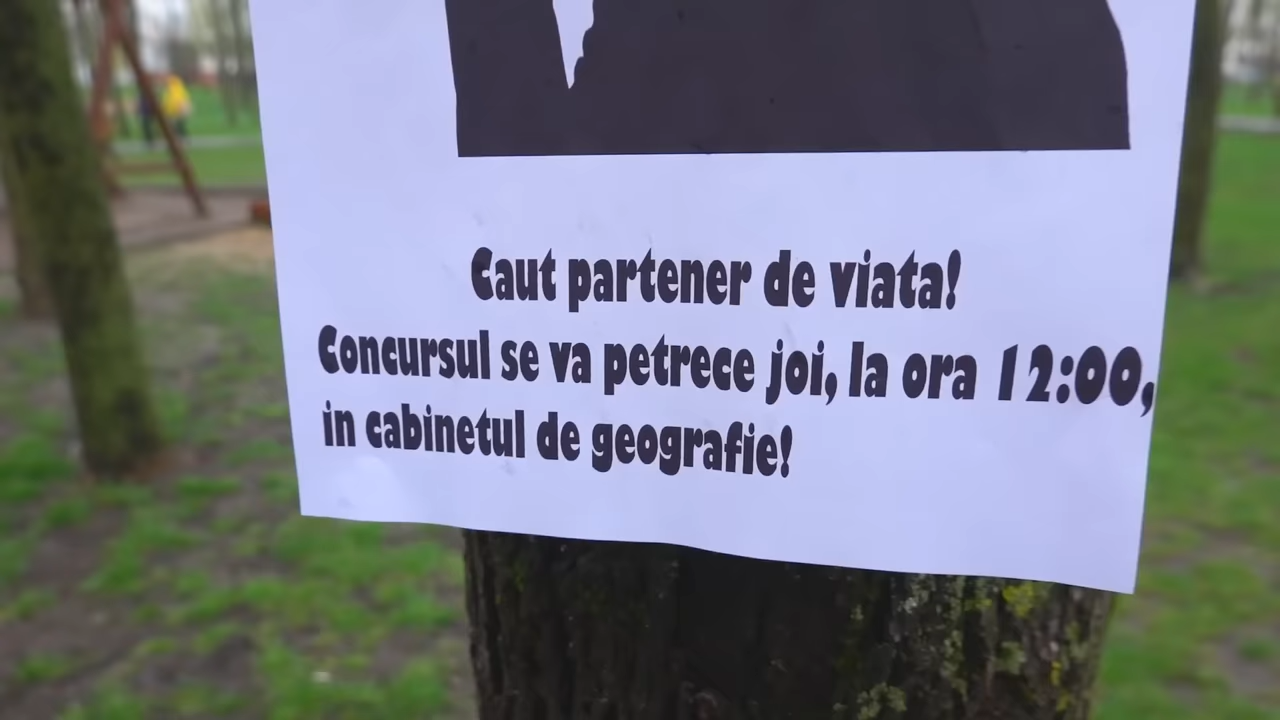 Caut partener de viata!
Concursul se va petrece joi, la ora 12:00,
in cabinetul de geografie!